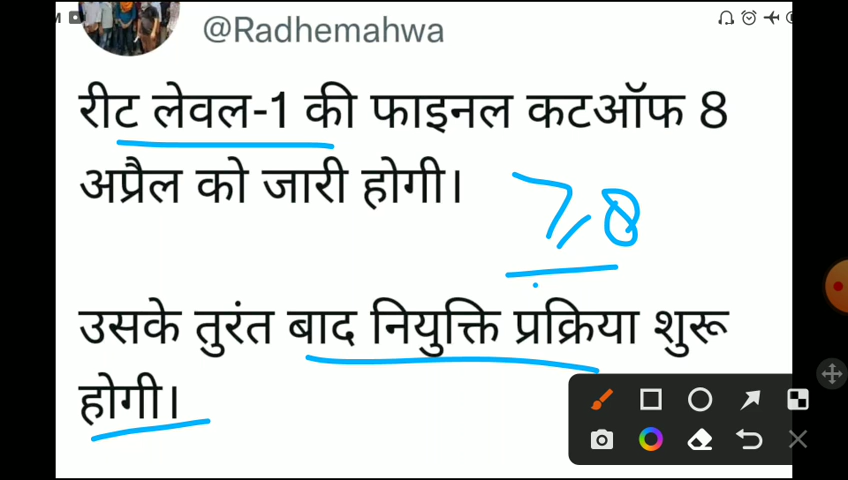 @Radhemahwa
रीट लेवल-1 की फाइनल कटऑफ 8
अप्रैल को जारी होगी।
7,8
उसके तुरंत बाद नियुक्ति प्रक्रिया शुरू
होगी।